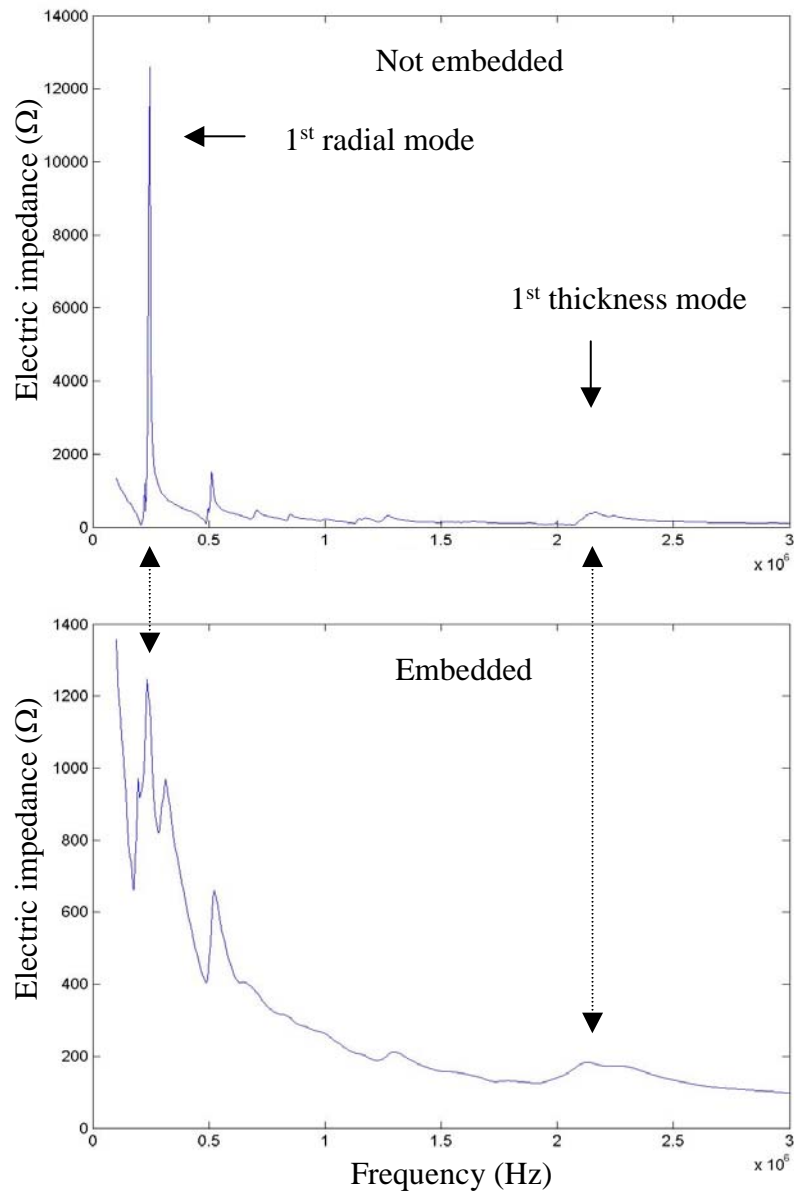 14000
Not embedded
12000
1st radial mode
10000
8000
1st thickness mode
6000
4000
2000
0
Electric impedance (Ω)
0 0.5 1 1.5 2 2.5 3
x 10^6
1400
Embedded
1200
1000
800
600
400
200
0
Electric impedance (Ω)
0 0.5 1 1.5 2 2.5 3
x 10^6
Frequency (Hz)